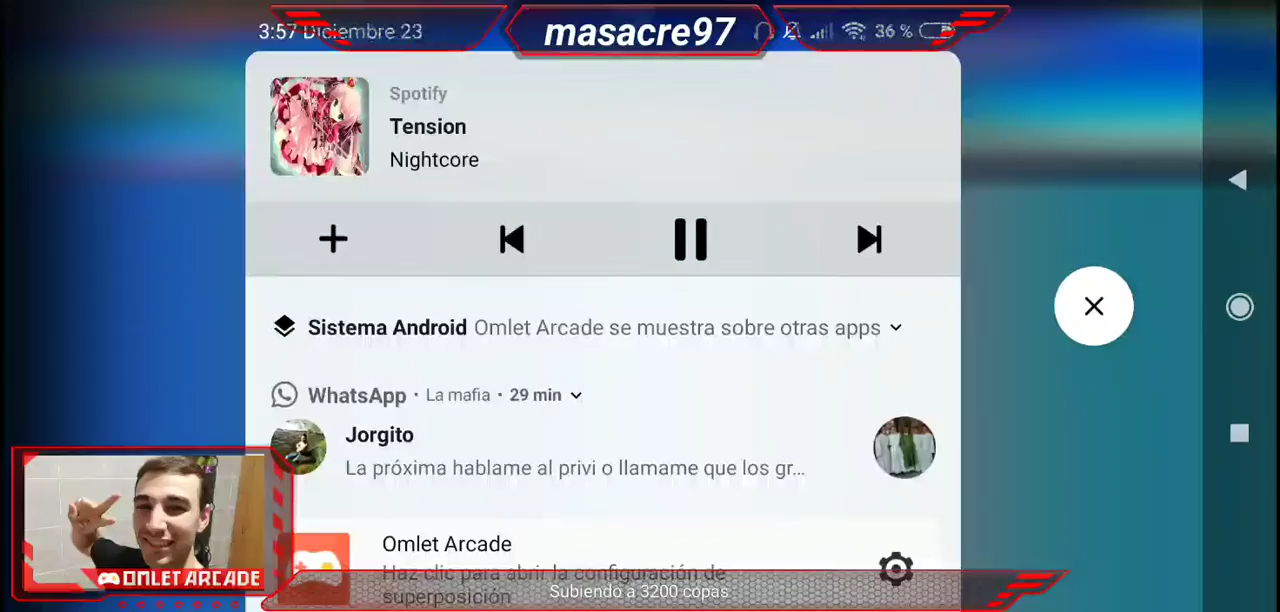 3:57 Diciembre 23
masacre97
36 %
Spotify
Tension
Nightcore
Sistema Android Omlet Arcade se muestra sobre otras apps
WhatsApp · La mafia · 29 min
Jorgito
La próxima hablame al privi o llamame que los gr...
Omlet Arcade
Haz clic para abrir la configuración de
superposición
OMLET ARCADE
Subiendo a 3200 copas